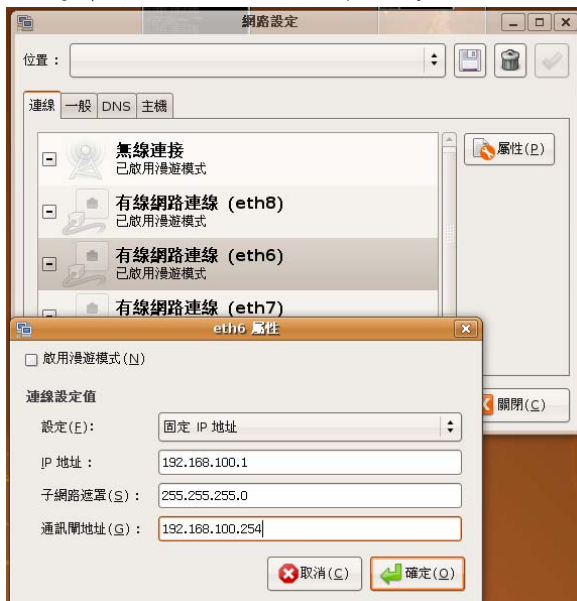 網路設定
位置：
連線 一般 DNS 主機
無線連接
已啟用漫遊模式
屬性(P)
有線網路連線 (eth8)
已啟用漫遊模式
有線網路連線 (eth6)
已啟用漫遊模式
有線網路連線 (eth7)
eth6 屬性
啟用漫遊模式(N)
關閉(C)
連線設定值
設定(E)： 固定 IP 地址
IP 地址： 192.168.100.1
子網路遮罩(S)： 255.255.255.0
通訊閘地址(G)： 192.168.100.254
取消(C) 確定(O)